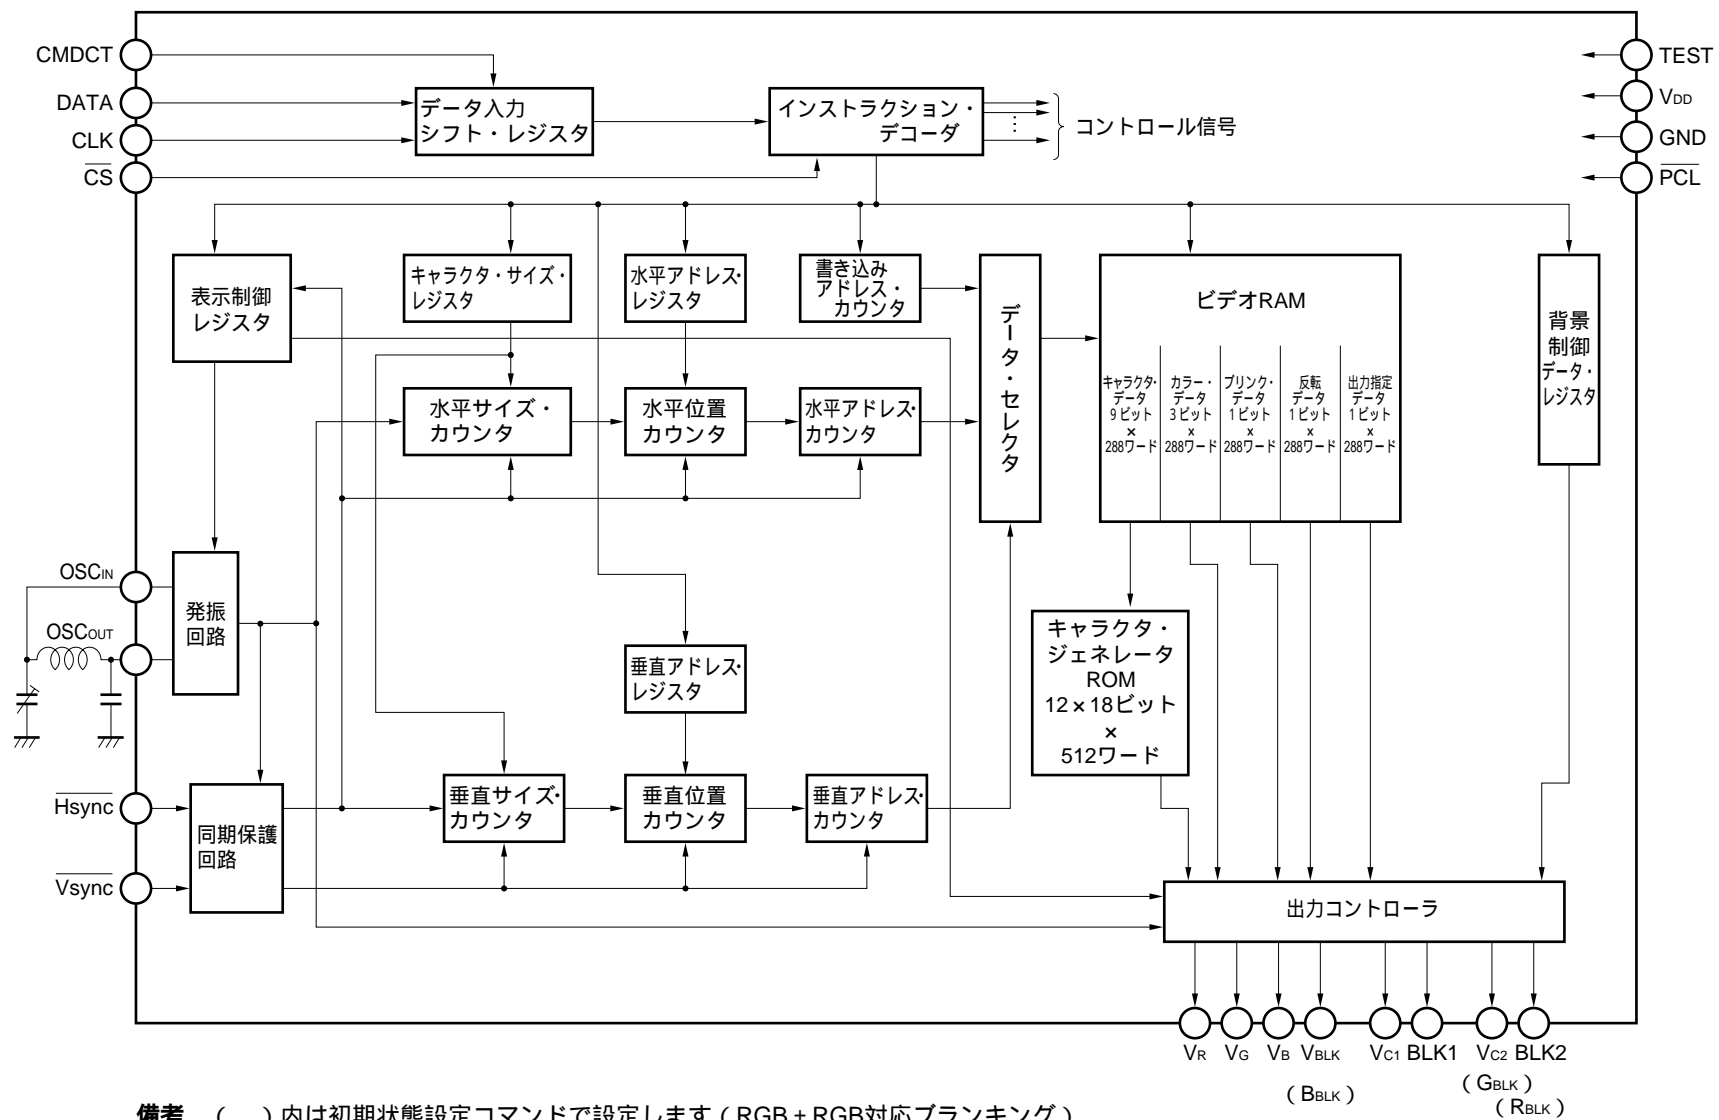 CMDCT
DATA
CLK
CS
データ入力
シフト・レジスタ
インストラクション・
デコーダ
コントロール信号
TEST
VDD
GND
PCL
表示制御
レジスタ
キャラクタ・サイズ・
レジスタ
水平アドレス・
レジスタ
書き込み
アドレス・
カウンタ
データ・セレクタ
ビデオRAM
キャラクタ・
データ
9ビット
×
288ワード
カラー・
データ
3ビット
×
288ワード
ブリンク・
データ
1ビット
×
288ワード
反転
データ
1ビット
×
288ワード
出力指定
データ
1ビット
×
288ワード
背景
制御
データ・
レジスタ
水平サイズ・
カウンタ
水平位置
カウンタ
水平アドレス・
カウンタ
OSCIN
OSCOUT
発振
回路
垂直アドレス・
レジスタ
キャラクタ・
ジェネレータ
ROM
12×18ビット
×
512ワード
Hsync
Vsync
同期保護
回路
垂直サイズ・
カウンタ
垂直位置
カウンタ
垂直アドレス・
カウンタ
出力コントローラ
VR VG VB VBLK VC1 BLK1 VC2 BLK2
(BBLK)
(GBLK)
(RBLK)
備考 ( )内は初期状態設定コマンドで設定します(RGB+RGB対応ブランキング)